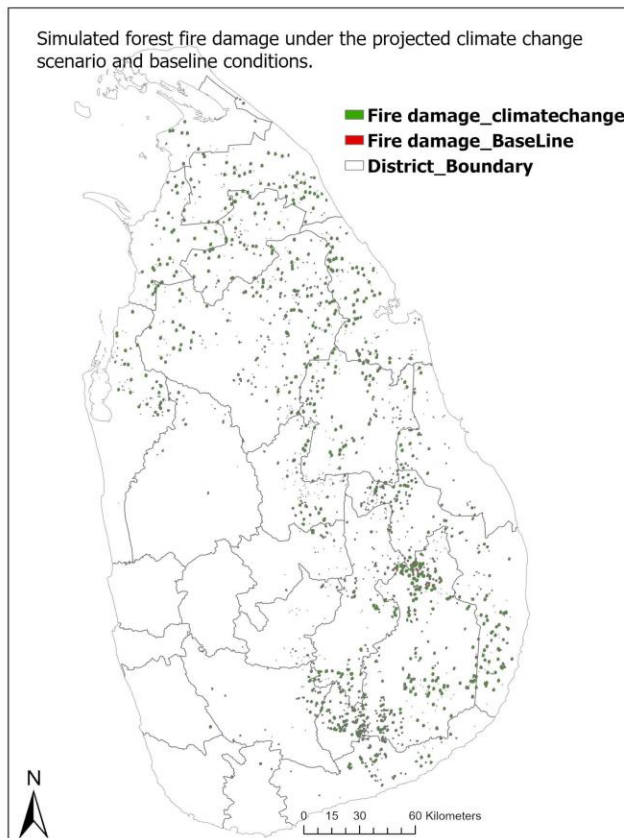 Simulated forest fire damage under the projected climate change
scenario and baseline conditions.
Fire damage_climatechange
Fire damage_BaseLine
District_Boundary
N
0 15 30 60 Kilometers